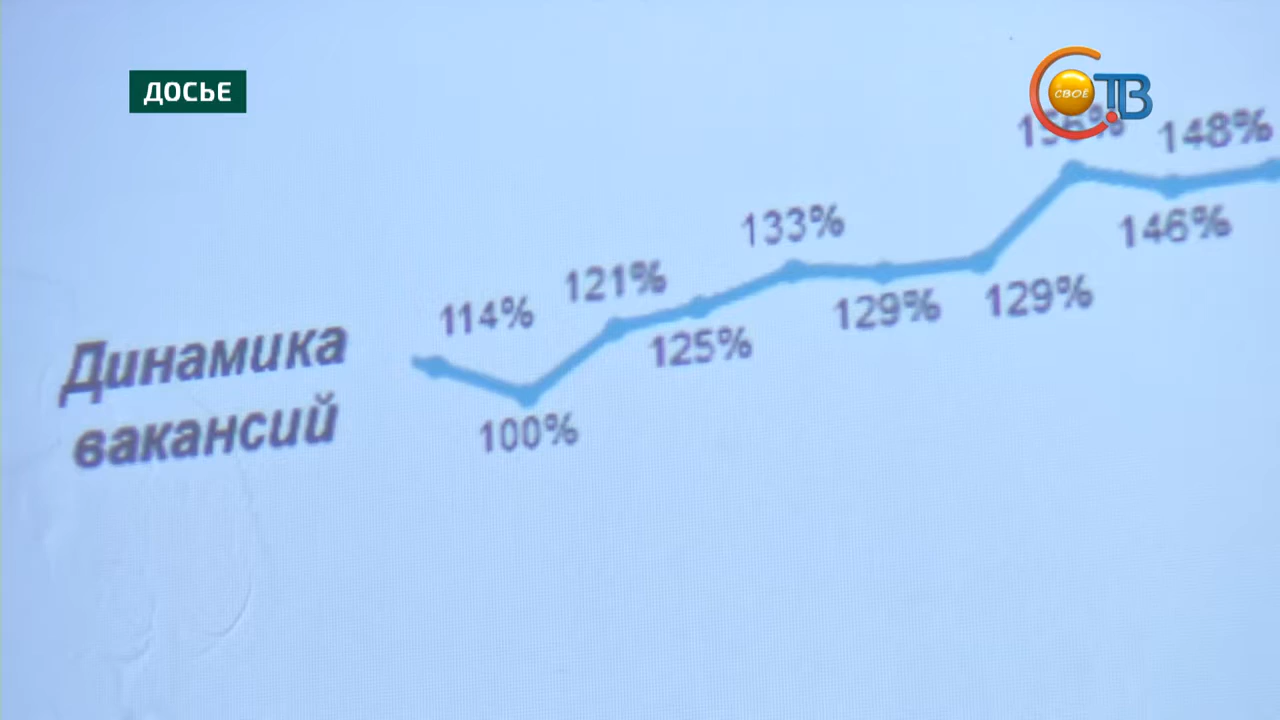 ДОСЬЕ
СВОЁ
ТВ
148%
146%
133%
129%
129%
121%
125%
114%
100%
Динамика
вакансий